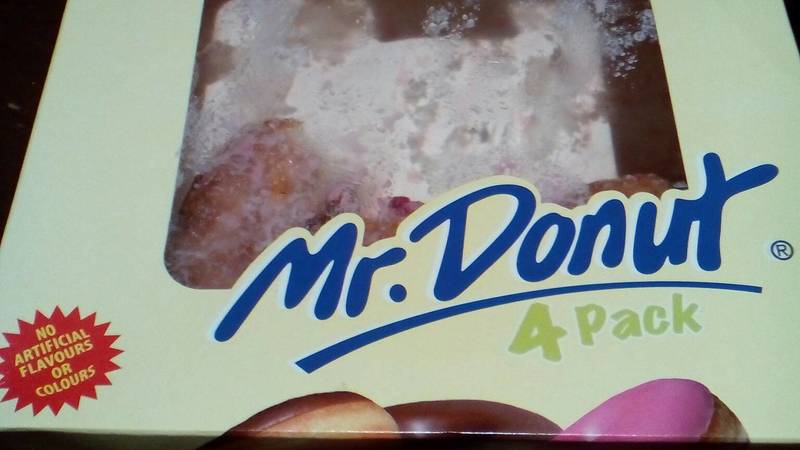 Mr. Donut ®
4 Pack
NO
ARTIFICIAL
FLAVOURS
OR
COLOURS